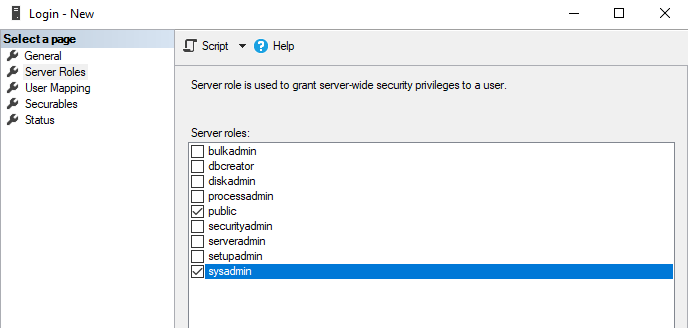 Login - New
Select a page
General
Server Roles
User Mapping
Securables
Status
Script
Help
Server role is used to grant server-wide security privileges to a user.
Server roles:
bulkadmin
dbcreator
diskadmin
processadmin
public
securityadmin
serveradmin
setupadmin
sysadmin